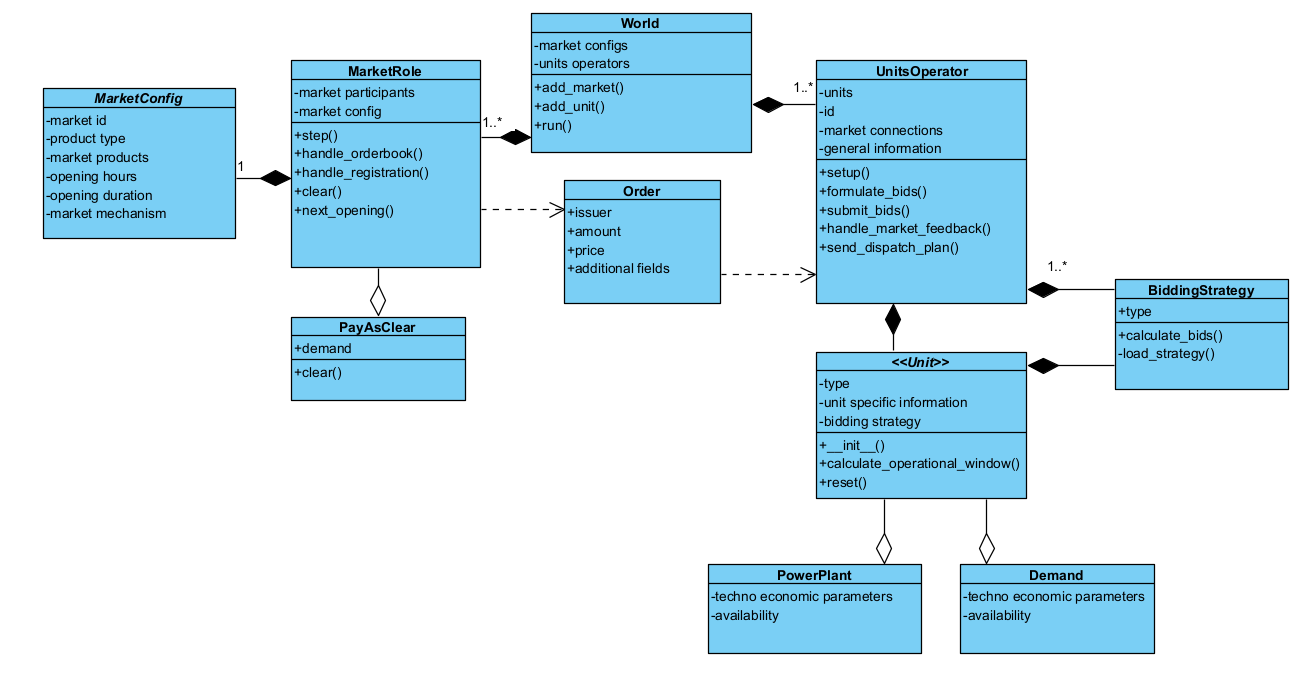 World
-market configs
-units operators
+add_market()
+add_unit()
+run()
MarketRole
-market participants
-market config
+step()
+handle_orderbook()
+handle_registration()
+clear()
+next_opening()
1..*
1..*
UnitsOperator
-units
-id
-market connections
-general information
+setup()
+formulate_bids()
+submit_bids()
+handle_market_feedback()
+send_dispatch_plan()
MarketConfig
-market id
-product type
-market products
-opening hours
-opening duration
-market mechanism
1
Order
+issuer
+amount
+price
+additional fields
1..*
BiddingStrategy
+type
+calculate_bids()
-load_strategy()
PayAsClear
+demand
+clear()
<<Unit>>
-type
-unit specific information
-bidding strategy
+__init__()
+calculate_operational_window()
+reset()
PowerPlant
-techno economic parameters
-availability
Demand
-techno economic parameters
-availability